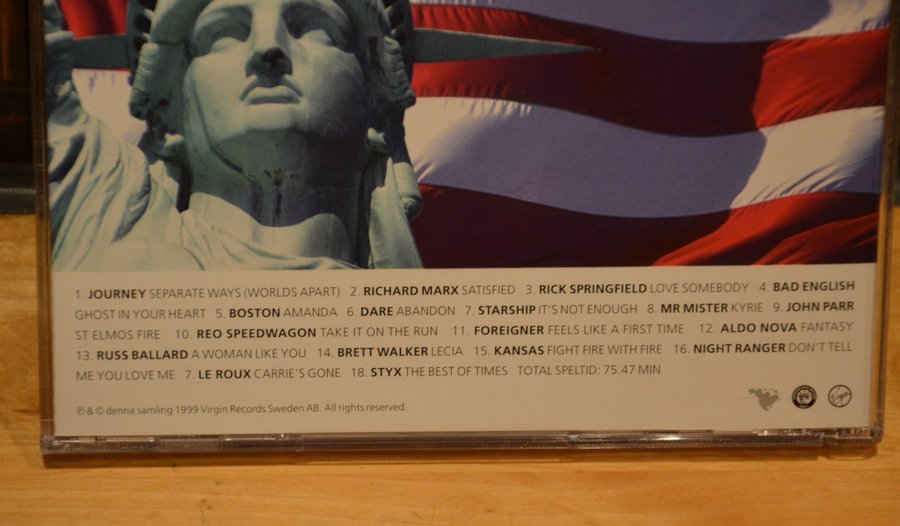 1. JOURNEY SEPARATE WAYS (WORLDS APART) 2. RICHARD MARX SATISFIED 3. RICK SPRINGFIELD LOVE SOMEBODY 4. BAD ENGLISH
GHOST IN YOUR HEART 5. BOSTON AMANDA 6. DARE ABANDON 7. STARSHIP IT'S NOT ENOUGH 8. MR MISTER KYRIE 9. JOHN PARR
ST ELMOS FIRE 10. REO SPEEDWAGON TAKE IT ON THE RUN 11. FOREIGNER FEELS LIKE A FIRST TIME 12. ALDO NOVA FANTASY
13. RUSS BALLARD A WOMAN LIKE YOU 14. BRETT WALKER LECIA 15. KANSAS FIGHT FIRE WITH FIRE 16. NIGHT RANGER DON'T TELL
ME YOU LOVE ME 7. LE ROUX CARRIE'S GONE 18. STYX THE BEST OF TIMES TOTAL SPELTID: 75.47 MIN
℗ & © denna samling 1999 Virgin Records Sweden AB. All rights reserved.
Virgin